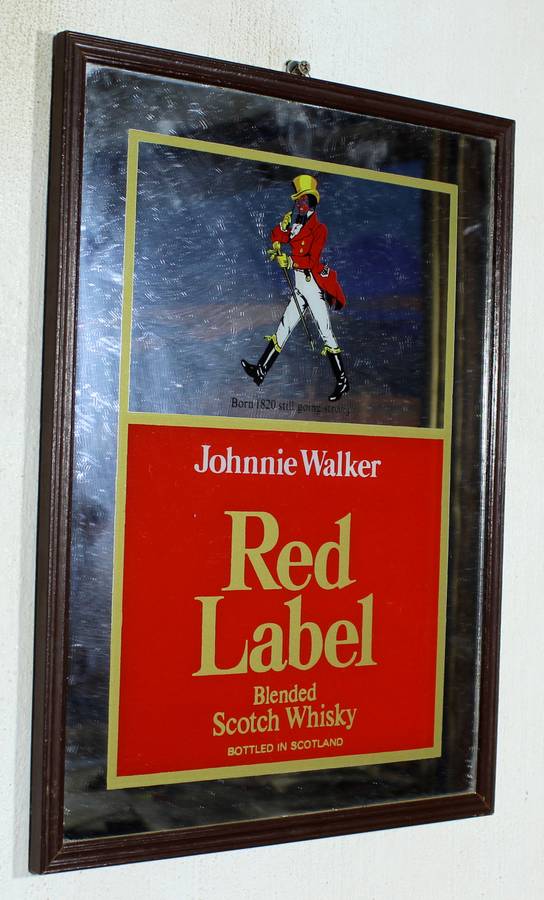 Born 1820 still going strong
Johnnie Walker
Red
Label
Blended
Scotch Whisky
BOTTLED IN SCOTLAND